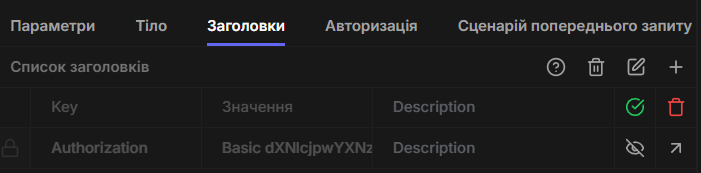 Параметри Тіло Заголовки Авторизація Сценарій попереднього запиту
Список заголовків
Key Значення Description
Authorization Basic dXNlcjpwYXNz Description